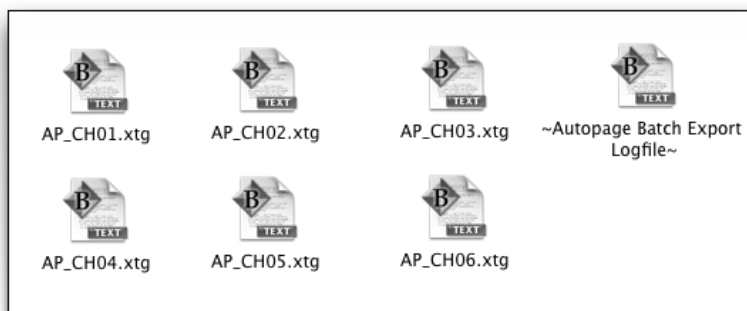 B TEXT
AP_CH01.xtg
B TEXT
AP_CH02.xtg
B TEXT
AP_CH03.xtg
B TEXT
~Autopage Batch Export
Logfile~
B TEXT
AP_CH04.xtg
B TEXT
AP_CH05.xtg
B TEXT
AP_CH06.xtg